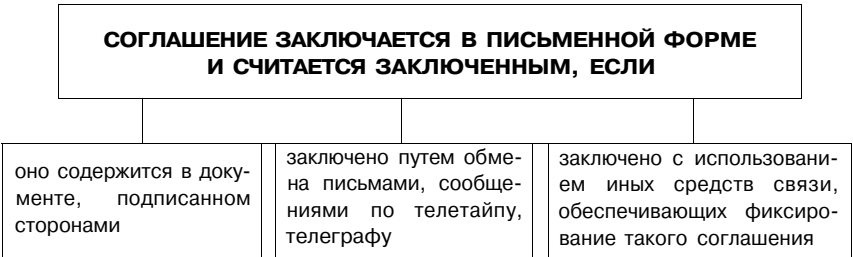 СОГЛАШЕНИЕ ЗАКЛЮЧАЕТСЯ В ПИСЬМЕННОЙ ФОРМЕ
И СЧИТАЕТСЯ ЗАКЛЮЧЕННЫМ, ЕСЛИ
оно содержится в доку-
менте, подписанном
сторонами
заключено путем обме-
на письмами, сообще-
ниями по телетайпу,
телеграфу
заключено с использовани-
ем иных средств связи,
обеспечивающих фиксиро-
вание такого соглашения